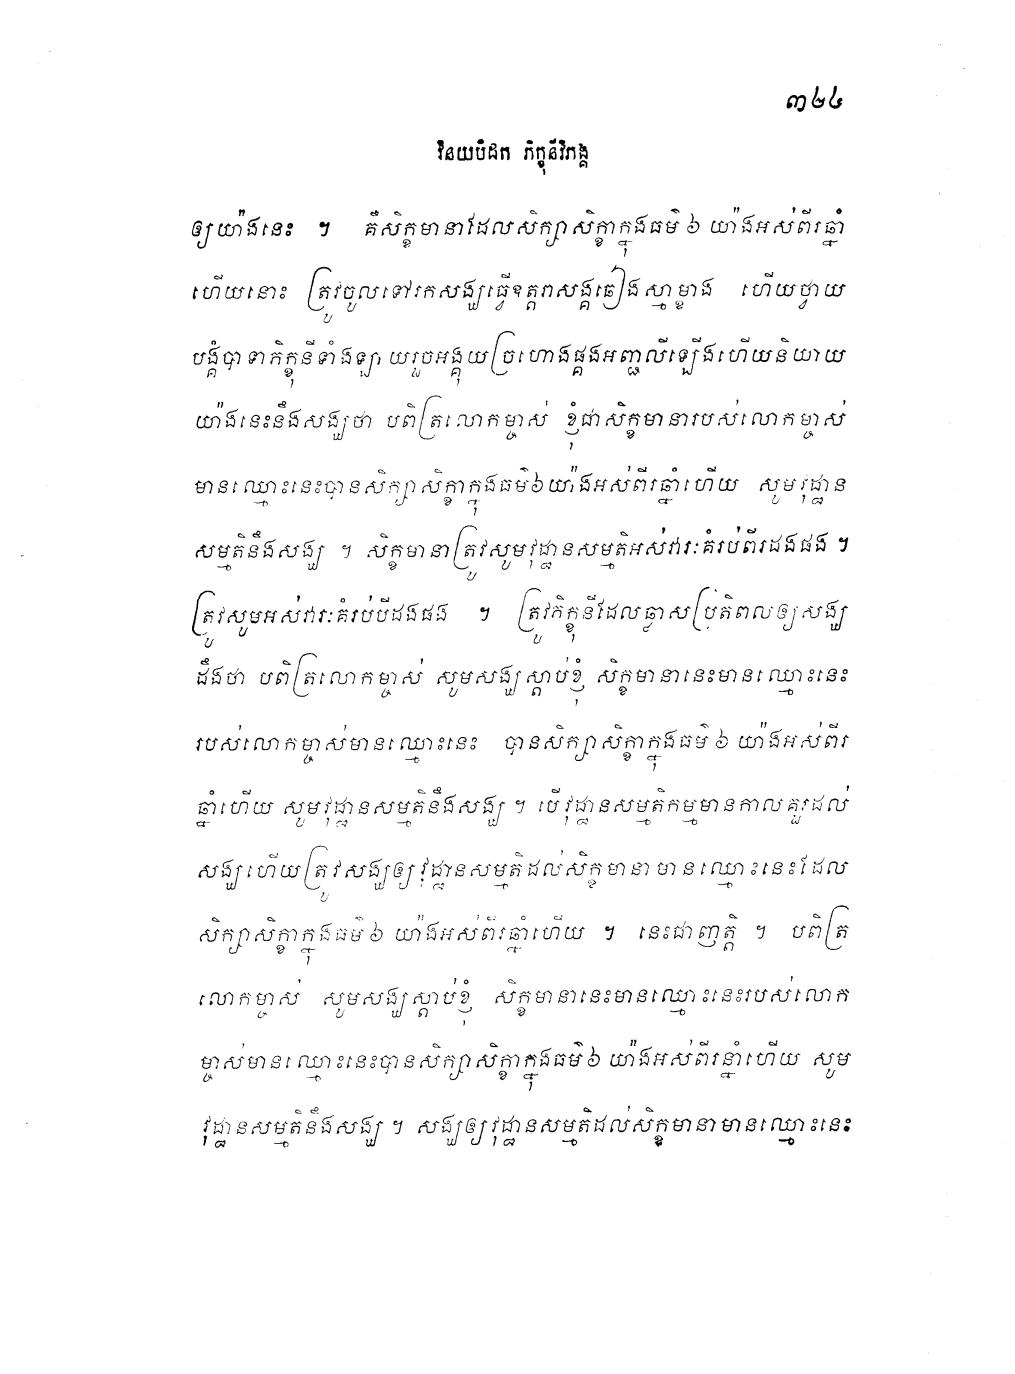 ៣២៤
វិនយបិដក ភិក្ខុនីវិភង្គ
ឲ្យយ៉ាងនេះ ។ គឺសិក្ខមានាដែលសិក្សាសិក្ខាក្នុងធម៌ ៦ យ៉ាងអស់ពីរឆ្នាំ
ហើយនោះ ត្រូវចូលទៅរកសង្ឃធ្វើឧត្តរាសង្គឆៀងស្មាម្ខាង ហើយថ្វាយ
បង្គំបាទាភិក្ខុនីទាំងឡាយរួចអង្គុយច្រហោងផ្គងអញ្ជលីឡើងហើយនិយាយ
យ៉ាងនេះនឹងសង្ឃថា បពិត្រលោកម្ចាស់ ខ្ញុំជាសិក្ខមានារបស់លោកម្ចាស់
មានឈ្មោះនេះបានសិក្សាសិក្ខាក្នុងធម៌៦យ៉ាងអស់ពីរឆ្នាំហើយ សូមវុដ្ឋាន
សម្មតិនឹងសង្ឃ ។ សិក្ខមានាត្រូវសូមវុដ្ឋានសម្មតិអស់វារៈគំរប់ពីរដងផង ។
ត្រូវសូមអស់វារៈគំរប់បីដងផង ។ ត្រូវភិក្ខុនីដែលឆ្លាសប្រតិពលឲ្យសង្ឃ
ដឹងថា បពិត្រលោកម្ចាស់ សូមសង្ឃស្តាប់ខ្ញុំ សិក្ខមានានេះមានឈ្មោះនេះ
របស់លោកម្ចាស់មានឈ្មោះនេះ បានសិក្សាសិក្ខាក្នុងធម៌ ៦ យ៉ាងអស់ពីរ
ឆ្នាំហើយ សូមវុដ្ឋានសម្មតិនឹងសង្ឃ ។ បើវុដ្ឋានសម្មតិកម្មមានកាលគួរដល់
សង្ឃហើយត្រូវសង្ឃឲ្យវុដ្ឋានសម្មតិដល់សិក្ខមានាមានឈ្មោះនេះដែល
សិក្សាសិក្ខាក្នុងធម៌ ៦ យ៉ាងអស់ពីរឆ្នាំហើយ ។ នេះជាញត្តិ ។ បពិត្រ
លោកម្ចាស់ សូមសង្ឃស្តាប់ខ្ញុំ សិក្ខមានានេះមានឈ្មោះនេះរបស់លោក
ម្ចាស់មានឈ្មោះនេះបានសិក្សាសិក្ខាក្នុងធម៌៦ យ៉ាងអស់ពីរឆ្នាំហើយ សូម
វុដ្ឋានសម្មតិនឹងសង្ឃ ។ សង្ឃឲ្យវុដ្ឋានសម្មតិដល់សិក្ខមានាមានឈ្មោះនេះ